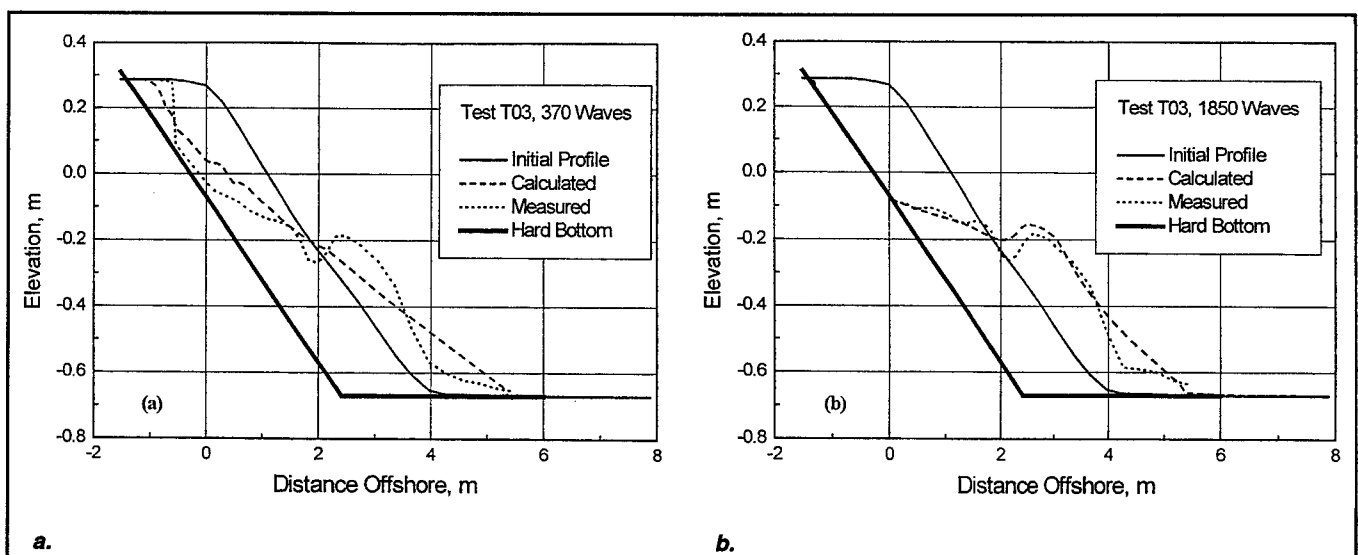 0.4
0.2
0.0
-0.2
-0.4
-0.6
-0.8
Elevation, m
-2
0
2
4
6
8
Distance Offshore, m
Test T03, 370 Waves
Initial Profile
Calculated
Measured
Hard Bottom
(a)
a.
0.4
0.2
0.0
-0.2
-0.4
-0.6
-0.8
Elevation, m
-2
0
2
4
6
8
Distance Offshore, m
Test T03, 1850 Waves
Initial Profile
Calculated
Measured
Hard Bottom
(b)
b.